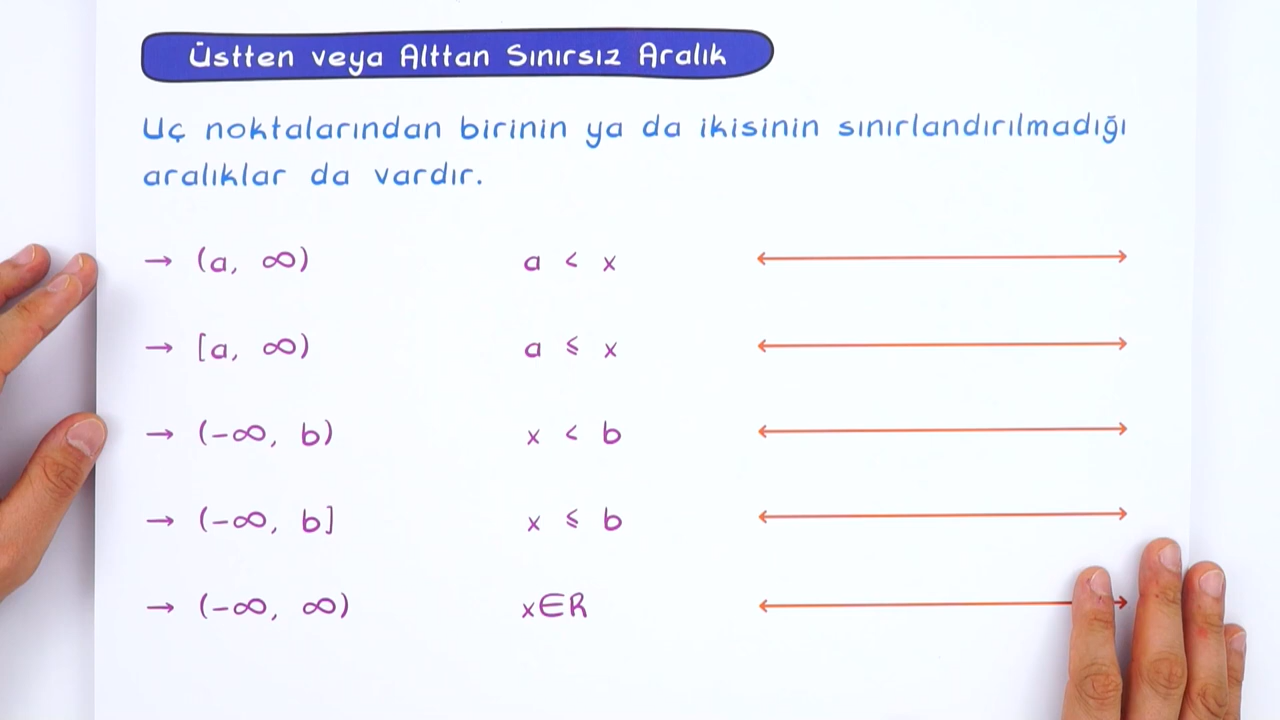 Üstten veya Alttan Sınırsız Aralık
Uç noktalarından birinin ya da ikisinin sınırlandırılmadığı
aralıklar da vardır.
→ (a, ∞) a < x
→ [a, ∞) a ⩽ x
→ (-∞, b) x < b
→ (-∞, b] x ⩽ b
→ (-∞, ∞) x∈R